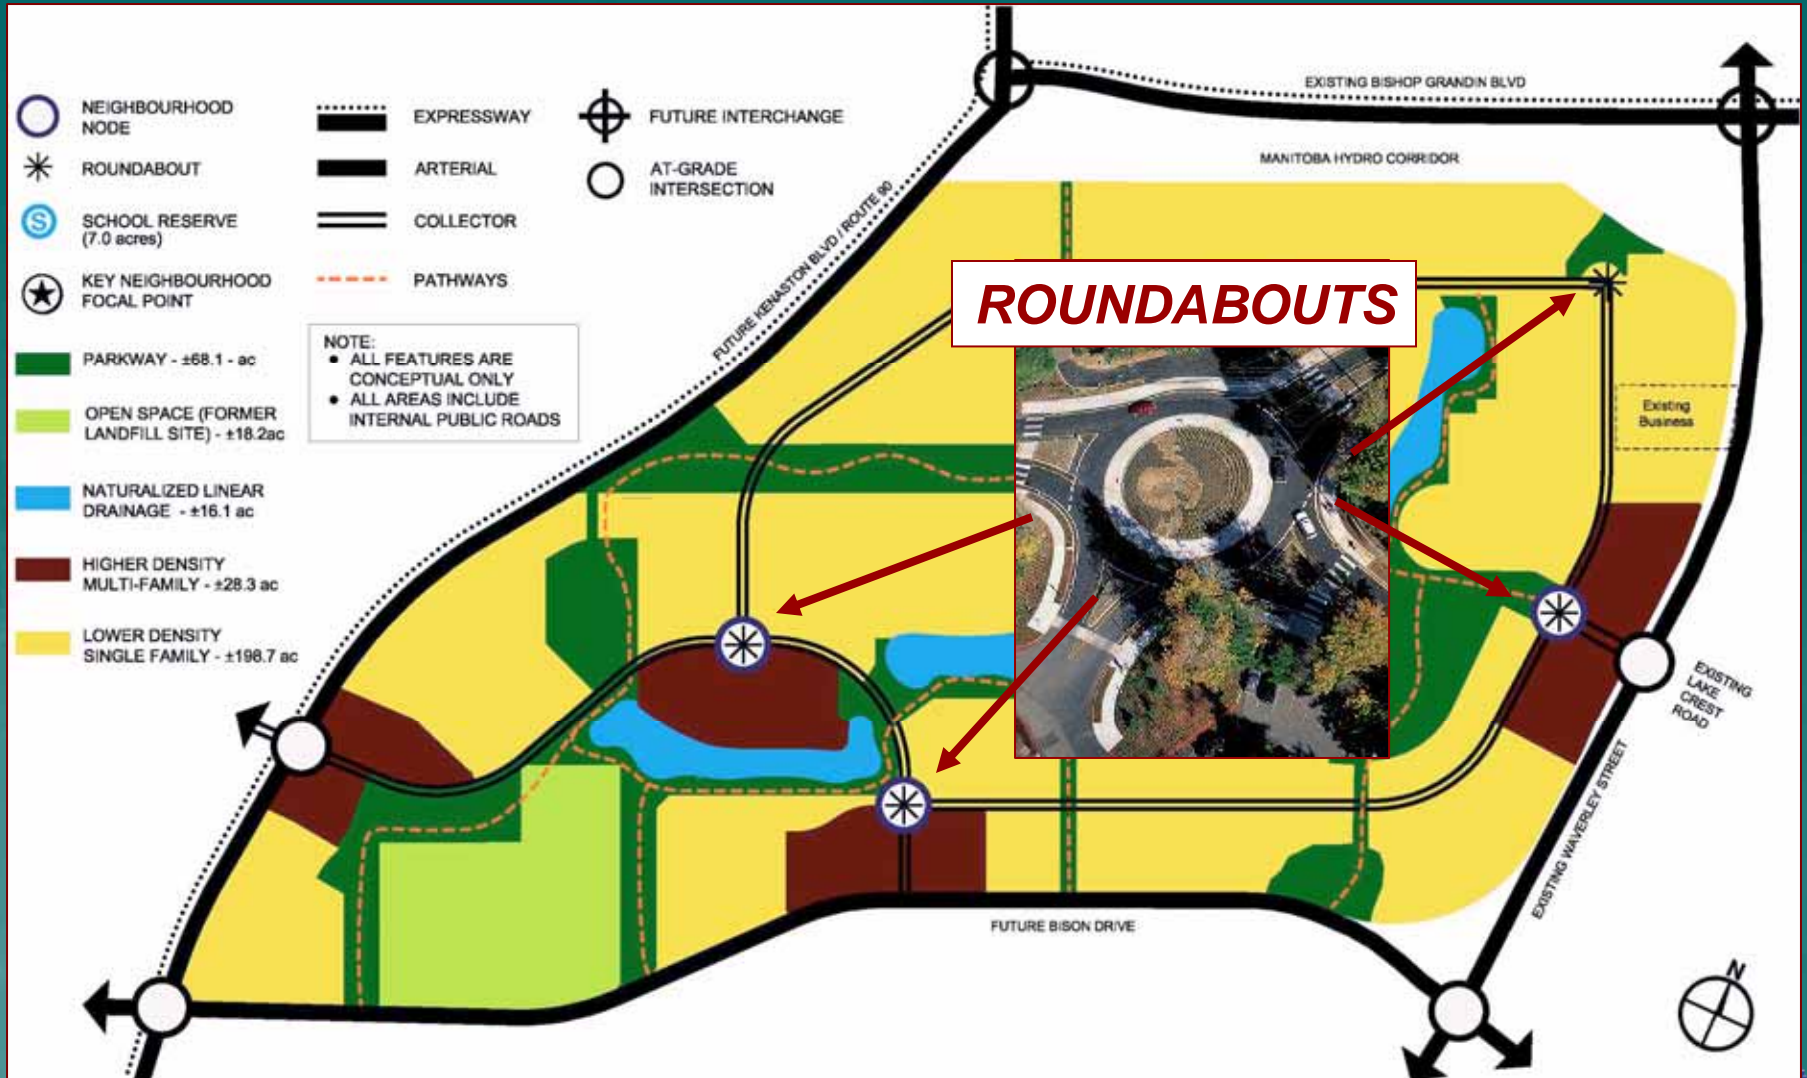 NEIGHBOURHOOD
NODE
ROUNDABOUT
S
SCHOOL RESERVE
(7.0 acres)
KEY NEIGHBOURHOOD
FOCAL POINT
EXPRESSWAY
ARTERIAL
COLLECTOR
PATHWAYS
FUTURE INTERCHANGE
AT-GRADE
INTERSECTION
PARKWAY - ±68.1 - ac
OPEN SPACE (FORMER
LANDFILL SITE) - ±18.2ac
NATURALIZED LINEAR
DRAINAGE - ±16.1 ac
HIGHER DENSITY
MULTI-FAMILY - ±28.3 ac
LOWER DENSITY
SINGLE FAMILY - ±198.7 ac
NOTE:
● ALL FEATURES ARE
CONCEPTUAL ONLY
● ALL AREAS INCLUDE
INTERNAL PUBLIC ROADS
FUTURE KENASTON BLVD / ROUTE 90
EXISTING BISHOP GRANDIN BLVD
MANITOBA HYDRO CORRIDOR
ROUNDABOUTS
Existing
Business
EXISTING
LAKE
CREST
ROAD
EXISTING WAVERLEY STREET
FUTURE BISON DRIVE
N